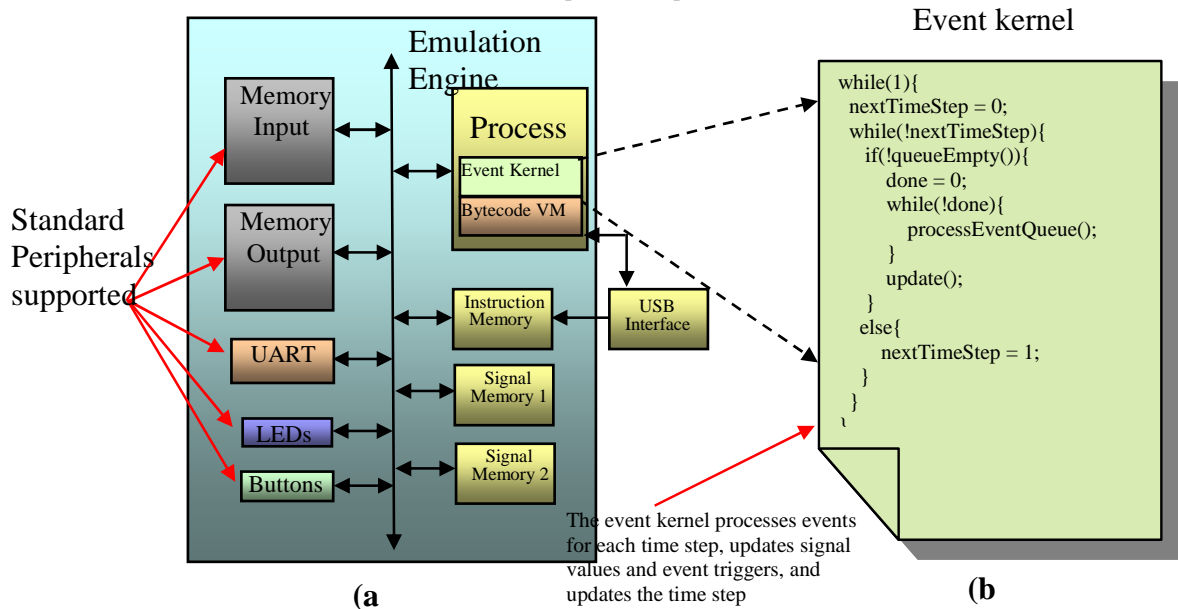 Emulation
Engine
Memory
Input
Memory
Output
UART
LEDs
Buttons
Process
Event Kernel
Bytecode VM
Instruction
Memory
Signal
Memory 1
Signal
Memory 2
USB
Interface
Standard
Peripherals
supported
(a
Event kernel
while(1){
nextTimeStep = 0;
while(!nextTimeStep){
if(!queueEmpty()){
done = 0;
while(!done){
processEventQueue();
}
update();
}
else{
nextTimeStep = 1;
}
}
}
The event kernel processes events
for each time step, updates signal
values and event triggers, and
updates the time step
(b